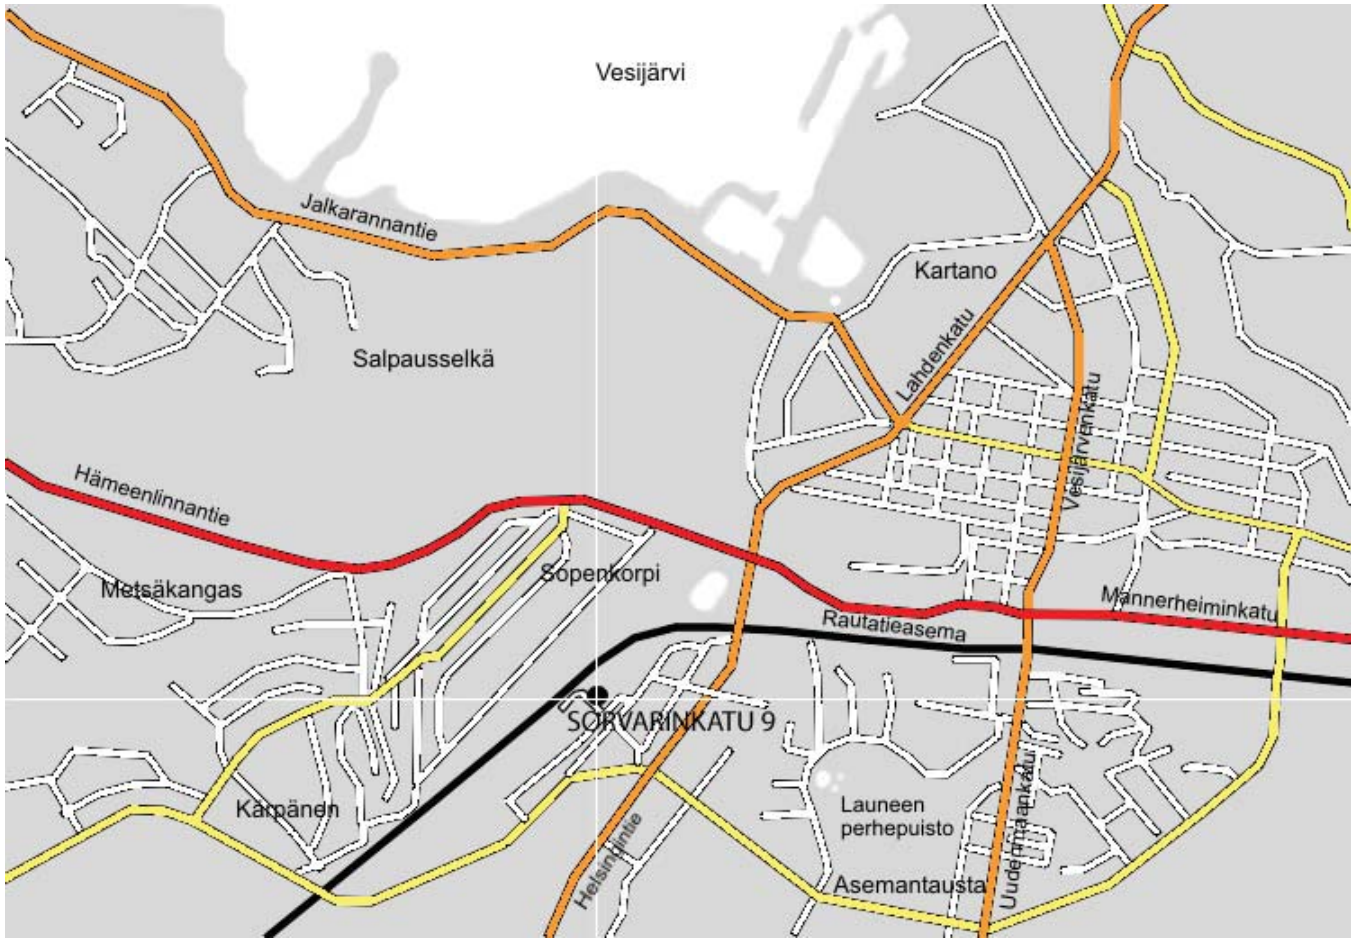 Vesijärvi
Jalkarannantie
Kartano
Salpausselkä
Lahdenkatu
Vesijärvenkatu
Hämeenlinnantie
Metsäkangas
Sopenkorpi
Mannerheiminkatu
Rautatieasema
SORVARINKATU 9
Kärpänen
Launeen
perhepuisto
Helsingintie
Asemantausta
Uudenmaankatu